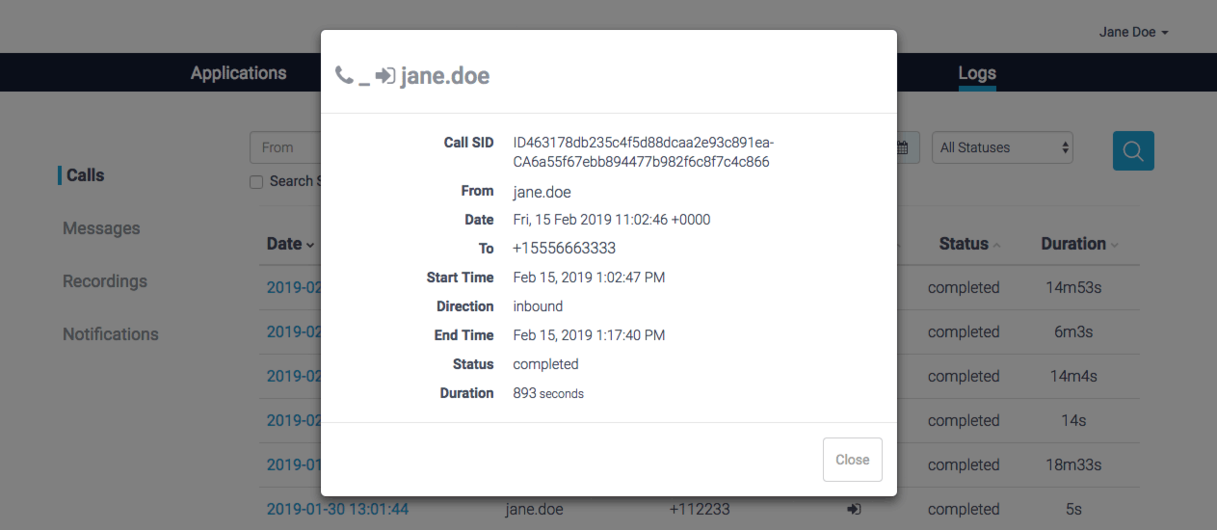 Jane Doe
Applications
Logs
_ jane.doe
From
All Statuses
Search S
Calls
Messages
Recordings
Notifications
Call SID ID463178db235c4f5d88dcaa2e93c891ea-
CA6a55f67ebb894477b982f6c8f7c4c866
From jane.doe
Date Fri, 15 Feb 2019 11:02:46 +0000
To +15556663333
Start Time Feb 15, 2019 1:02:47 PM
Direction inbound
End Time Feb 15, 2019 1:17:40 PM
Status completed
Duration 893 seconds
Close
Date Status Duration
2019-02 completed 14m53s
2019-02 completed 6m3s
2019-02 completed 14m4s
2019-02 completed 14s
2019-01 completed 18m33s
2019-01-30 13:01:44 jane.doe +112233 completed 5s